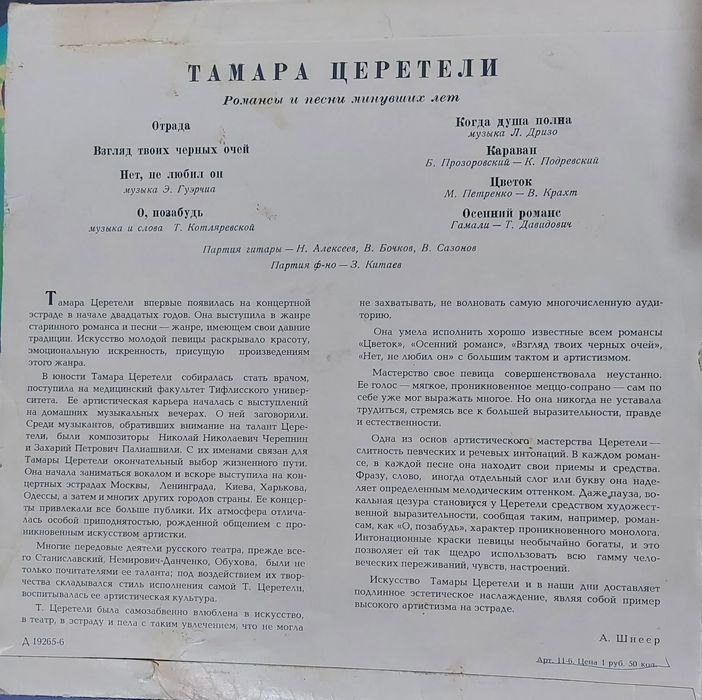 ТАМАРА ЦЕРЕТЕЛИ
Романсы и песни минувших лет
Отрада
Взгляд твоих черных очей
Нет, не любил он
музыка Э. Гуэрчиа
О, позабудь
музыка и слова Т. Котляревской
Когда душа полна
музыка Л. Дризо
Караван
Б. Прозоровский — К. Подревский
Цветок
М. Петренко — В. Крахт
Осенний романс
Гамали — Т. Давидович
Партия гитары — Н. Алексеев, В. Бочков, В. Сазонов
Партия ф-но — З. Китаев
Тамара Церетели впервые появилась на концертной
эстраде в начале двадцатых годов. Она выступила в жанре
старинного романса и песни — жанре, имеющем свои давние
традиции. Искусство молодой певицы раскрывало красоту,
эмоциональную искренность, присущую произведениям
этого жанра.
В юности Тамара Церетели собиралась стать врачом,
поступила на медицинский факультет Тифлисского универ-
ситета. Ее артистическая карьера началась с выступлений
на домашних музыкальных вечерах. О ней заговорили.
Среди музыкантов, обративших внимание на талант Цере-
тели, были композиторы Николай Николаевич Черепнин
и Захарий Петрович Палиашвили. С их именами связан для
Тамары Церетели окончательный выбор жизненного пути.
Она начала заниматься вокалом и вскоре выступила на кон-
цертных эстрадах Москвы, Ленинграда, Киева, Харькова,
Одессы, а затем и многих других городов страны. Ее концер-
ты привлекали все больше публики. Их атмосфера отлича-
лась особой приподнятостью, рожденной общением с про-
никновенным искусством артистки.
Многие передовые деятели русского театра, прежде все-
го Станиславский, Немирович-Данченко, Обухова, были не
только почитателями ее таланта; под воздействием их твор-
чества складывался стиль исполнения самой Т. Церетели,
воспитывалась ее артистическая культура.
Т. Церетели была самозабвенно влюблена в искусство,
в театр, в эстраду и пела с таким увлечением, что не могла
не захватывать, не волновать самую многочисленную ауди-
торию.
Она умела исполнить хорошо известные всем романсы
«Цветок», «Осенний романс», «Взгляд твоих черных очей»,
«Нет, не любил он» с большим тактом и артистизмом.
Мастерство свое певица совершенствовала неустанно.
Ее голос — мягкое, проникновенное меццо-сопрано — сам по
себе уже мог выражать многое. Но она никогда не уставала
трудиться, стремясь все к большей выразительности, правде
и естественности.
Одна из основ артистического мастерства Церетели —
слитность певческих и речевых интонаций. В каждом роман-
се, в каждой песне она находит свои приемы и средства.
Фразу, слово, иногда отдельный слог или букву она наде-
ляет определенным мелодическим оттенком. Даже пауза, во-
кальная цезура становится у Церетели средством художест-
венной выразительности, сообщая таким, например, роман-
сам, как «О, позабудь», характер проникновенного монолога.
Интонационные краски певицы необычайно богаты, и это
позволяет ей так щедро использовать всю гамму чело-
веческих переживаний, чувств, настроений.
Искусство Тамары Церетели и в наши дни доставляет
подлинное эстетическое наслаждение, являя собой пример
высокого артистизма на эстраде.
А. Шнеер
Д 19265-6
Арт. 11-6. Цена 1 руб. 50 коп.